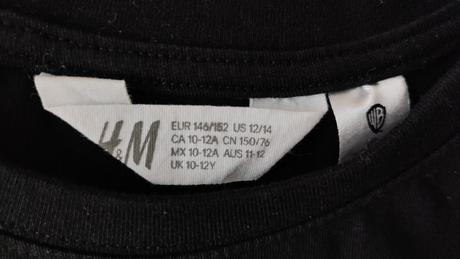 H&M
EUR 146/152 US 12/14
CA 10-12A CN 150/76
MX 10-12A AUS 11-12
UK 10-12Y
WB